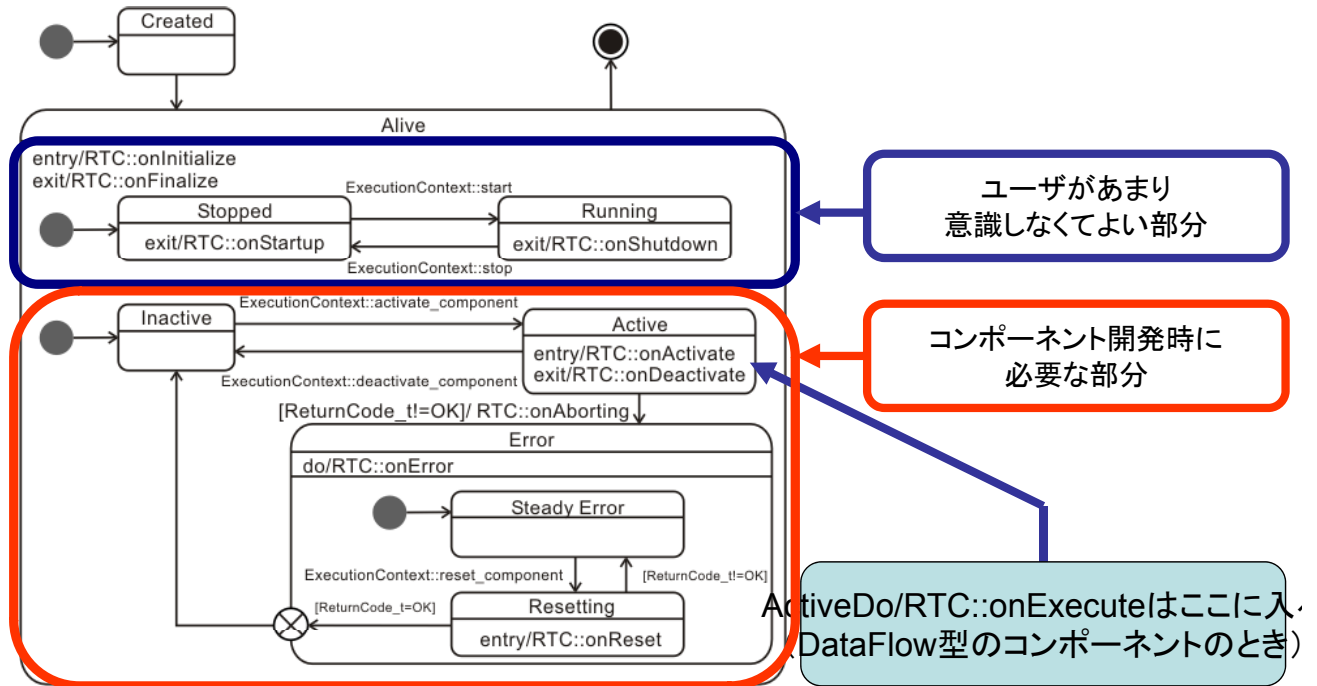 Created
Alive
entry/RTC::onInitialize
exit/RTC::onFinalize
ExecutionContext::start
Stopped
exit/RTC::onStartup
Running
exit/RTC::onShutdown
ExecutionContext::stop
ユーザがあまり
意識しなくてよい部分
ExecutionContext::activate_component
Inactive
Active
entry/RTC::onActivate
exit/RTC::onDeactivate
ExecutionContext::deactivate_component
コンポーネント開発時に
必要な部分
[ReturnCode_t!=OK]/ RTC::onAborting
Error
do/RTC::onError
Steady Error
ExecutionContext::reset_component
[ReturnCode_t!=OK]
[ReturnCode_t=OK]
Resetting
entry/RTC::onReset
ActiveDo/RTC::onExecuteはここに入
(DataFlow型のコンポーネントのとき)